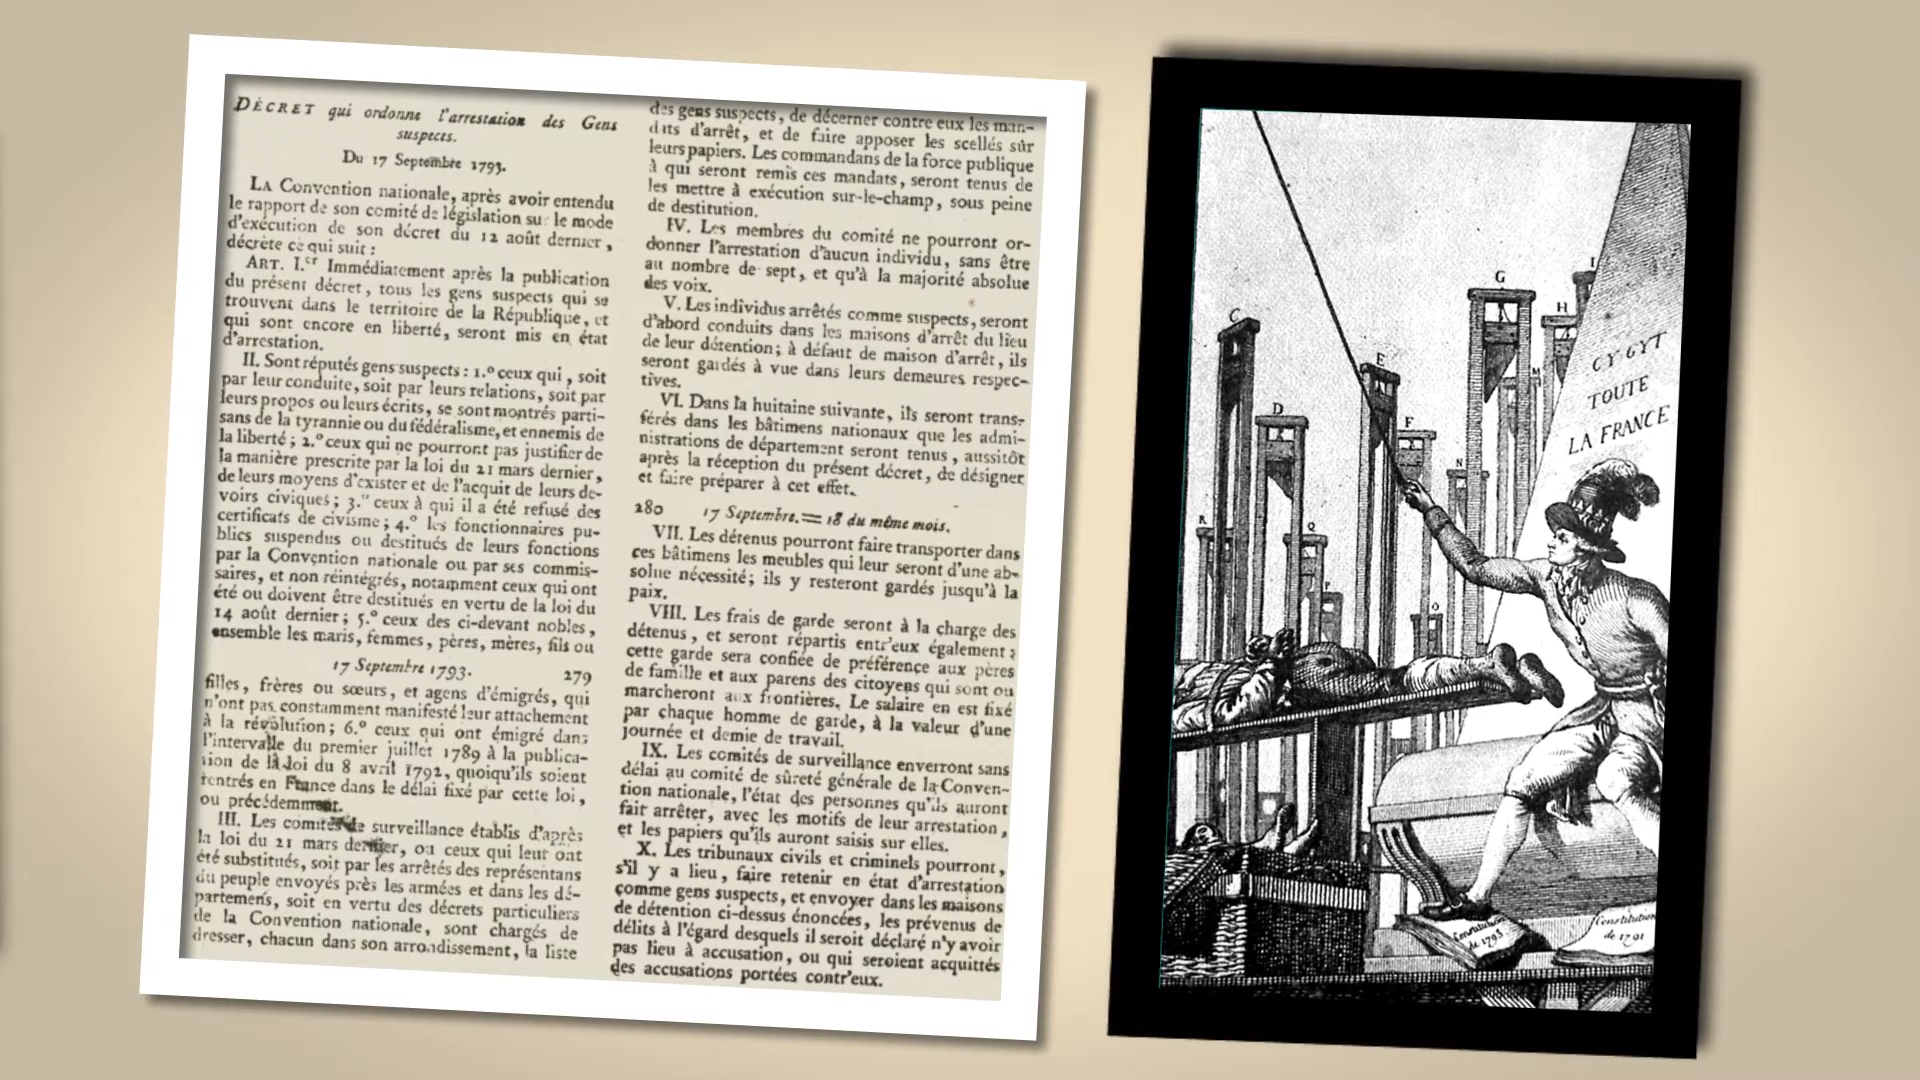 DÉCRET qui ordonne l'arrestation des Gens
suspects.
Du 17 Septembre 1793.
LA Convention nationale, après avoir entendu
le rapport de son comité de législation sur le mode
d'exécution de son décret du 12 août dernier,
décrète ce qui suit :
ART. I.er Immédiatement après la publication
du présent décret, tous les gens suspects qui se
trouvent dans le territoire de la République, et
qui sont encore en liberté, seront mis en état
d'arrestation.
II. Sont réputés gens suspects : 1.º ceux qui, soit
par leur conduite, soit par leurs relations, soit par
leurs propos ou leurs écrits, se sont montrés parti-
sans de la tyrannie ou du fédéralisme, et ennemis de
la liberté ; 2.º ceux qui ne pourront pas justifier de
la manière prescrite par la loi du 21 mars dernier,
de leurs moyens d'exister et de l'acquit de leurs de-
voirs civiques ; 3.º ceux à qui il a été refusé des
certificats de civisme ; 4.º les fonctionnaires pu-
blics suspendus ou destitués de leurs fonctions
par la Convention nationale ou par ses commis-
saires, et non réintégrés, notamment ceux qui ont
été ou doivent être destitués en vertu de la loi du
14 août dernier ; 5.º ceux des ci-devant nobles,
ensemble les maris, femmes, pères, mères, fils ou
17 Septembre 1793. 279
filles, frères ou sœurs, et agens d'émigrés, qui
n'ont pas constamment manifesté leur attachement
à la révolution ; 6.º ceux qui ont émigré dans
l'intervalle du premier juillet 1789 à la publica-
tion de la loi du 8 avril 1792, quoiqu'ils soient
rentrés en France dans le délai fixé par cette loi,
ou précédemment.
III. Les comités de surveillance établis d'après
la loi du 21 mars dernier, ou ceux qui leur ont
été substitués, soit par les arrêtés des représentans
du peuple envoyés près les armées et dans les dé-
partemens, soit en vertu des décrets particuliers
de la Convention nationale, sont chargés de
dresser, chacun dans son arrondissement, la liste
des gens suspects, de décerner contre eux les man-
dats d'arrêt, et de faire apposer les scellés sur
leurs papiers. Les commandans de la force publique
à qui seront remis ces mandats, seront tenus de
les mettre à exécution sur-le-champ, sous peine
de destitution.
IV. Les membres du comité ne pourront or-
donner l'arrestation d'aucun individu, sans être
au nombre de sept, et qu'à la majorité absolue
des voix.
V. Les individus arrêtés comme suspects, seront
d'abord conduits dans les maisons d'arrêt du lieu
de leur détention ; à défaut de maison d'arrêt, ils
seront gardés à vue dans leurs demeures respec-
tives.
VI. Dans la huitaine suivante, ils seront trans-
férés dans les bâtimens nationaux que les admi-
nistrations de département seront tenus, aussitôt
après la réception du présent décret, de désigner
et faire préparer à cet effet.
280 17 Septembre. = 18 du même mois.
VII. Les détenus pourront faire transporter dans
ces bâtimens les meubles qui leur seront d'une ab-
solue nécessité ; ils y resteront gardés jusqu'à la
paix.
VIII. Les frais de garde seront à la charge des
détenus, et seront répartis entr'eux également :
cette garde sera confiée de préférence aux pères
de famille et aux parens des citoyens qui sont ou
marcheront aux frontières. Le salaire en est fixé
par chaque homme de garde, à la valeur d'une
journée et demie de travail.
IX. Les comités de surveillance enverront sans
délai au comité de sûreté générale de la Conven-
tion nationale, l'état des personnes qu'ils auront
fait arrêter, avec les motifs de leur arrestation,
et les papiers qu'ils auront saisis sur elles.
X. Les tribunaux civils et criminels pourront,
s'il y a lieu, faire retenir en état d'arrestation
comme gens suspects, et envoyer dans les maisons
de détention ci-dessus énoncées, les prévenus de
délits à l'égard desquels il seroit déclaré n'y avoir
pas lieu à accusation, ou qui seroient acquittés
des accusations portées contr'eux.
C
D
E
F
G
H
I
M
N
O
P
Q
R
CY GYT
TOUTE
LA FRANCE
Constitution
de 1793
Constitution
de 1791